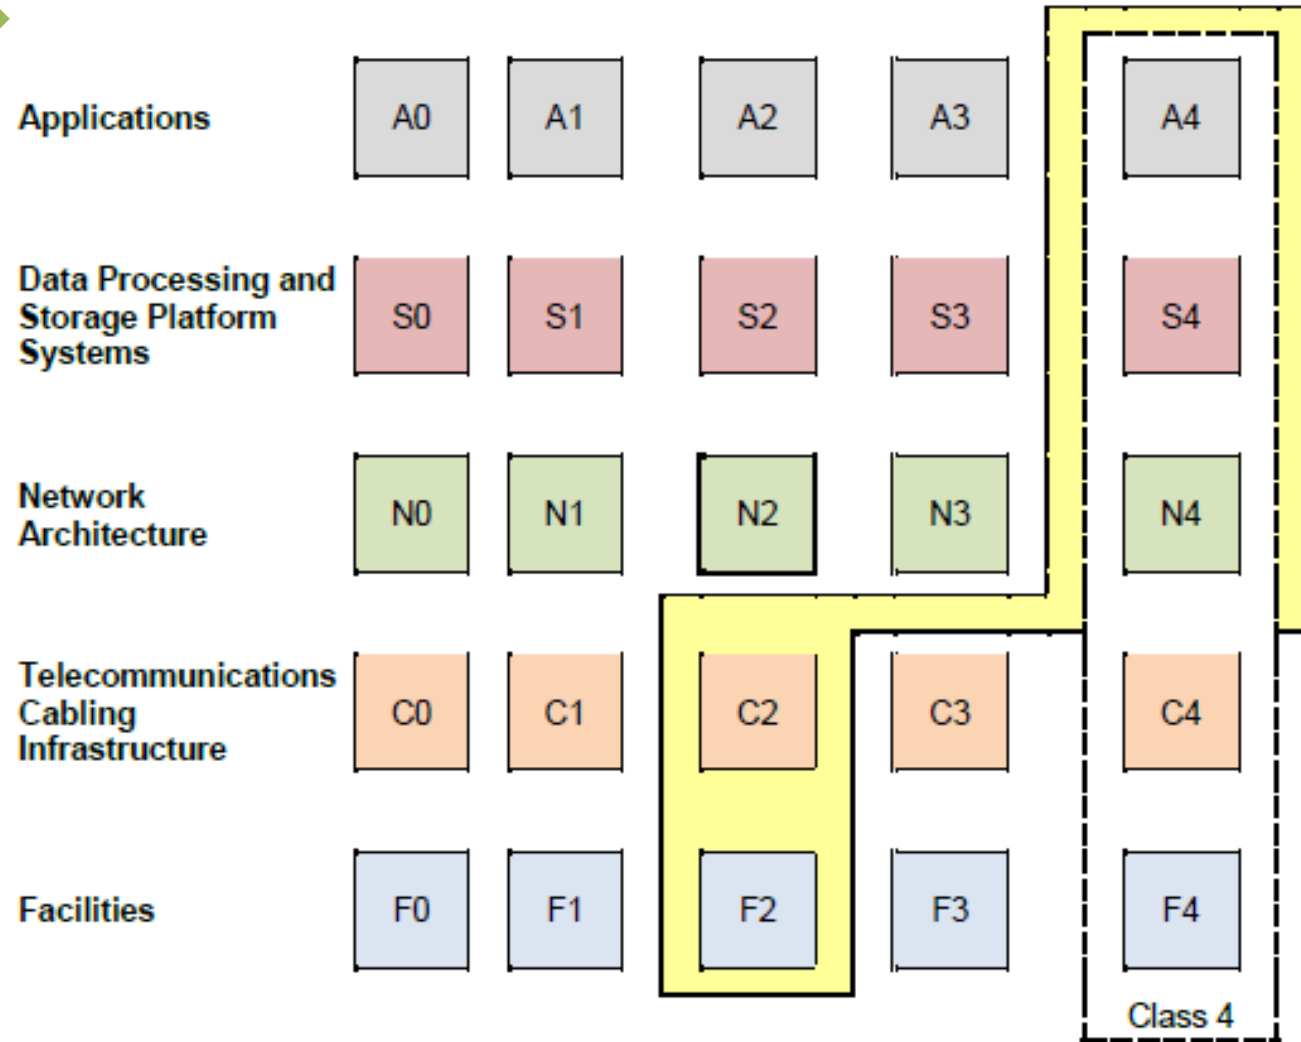 Applications
A0 A1 A2 A3 A4
Data Processing and
Storage Platform
Systems
S0 S1 S2 S3 S4
Network
Architecture
N0 N1 N2 N3 N4
Telecommunications
Cabling
Infrastructure
C0 C1 C2 C3 C4
Facilities
F0 F1 F2 F3 F4
Class 4